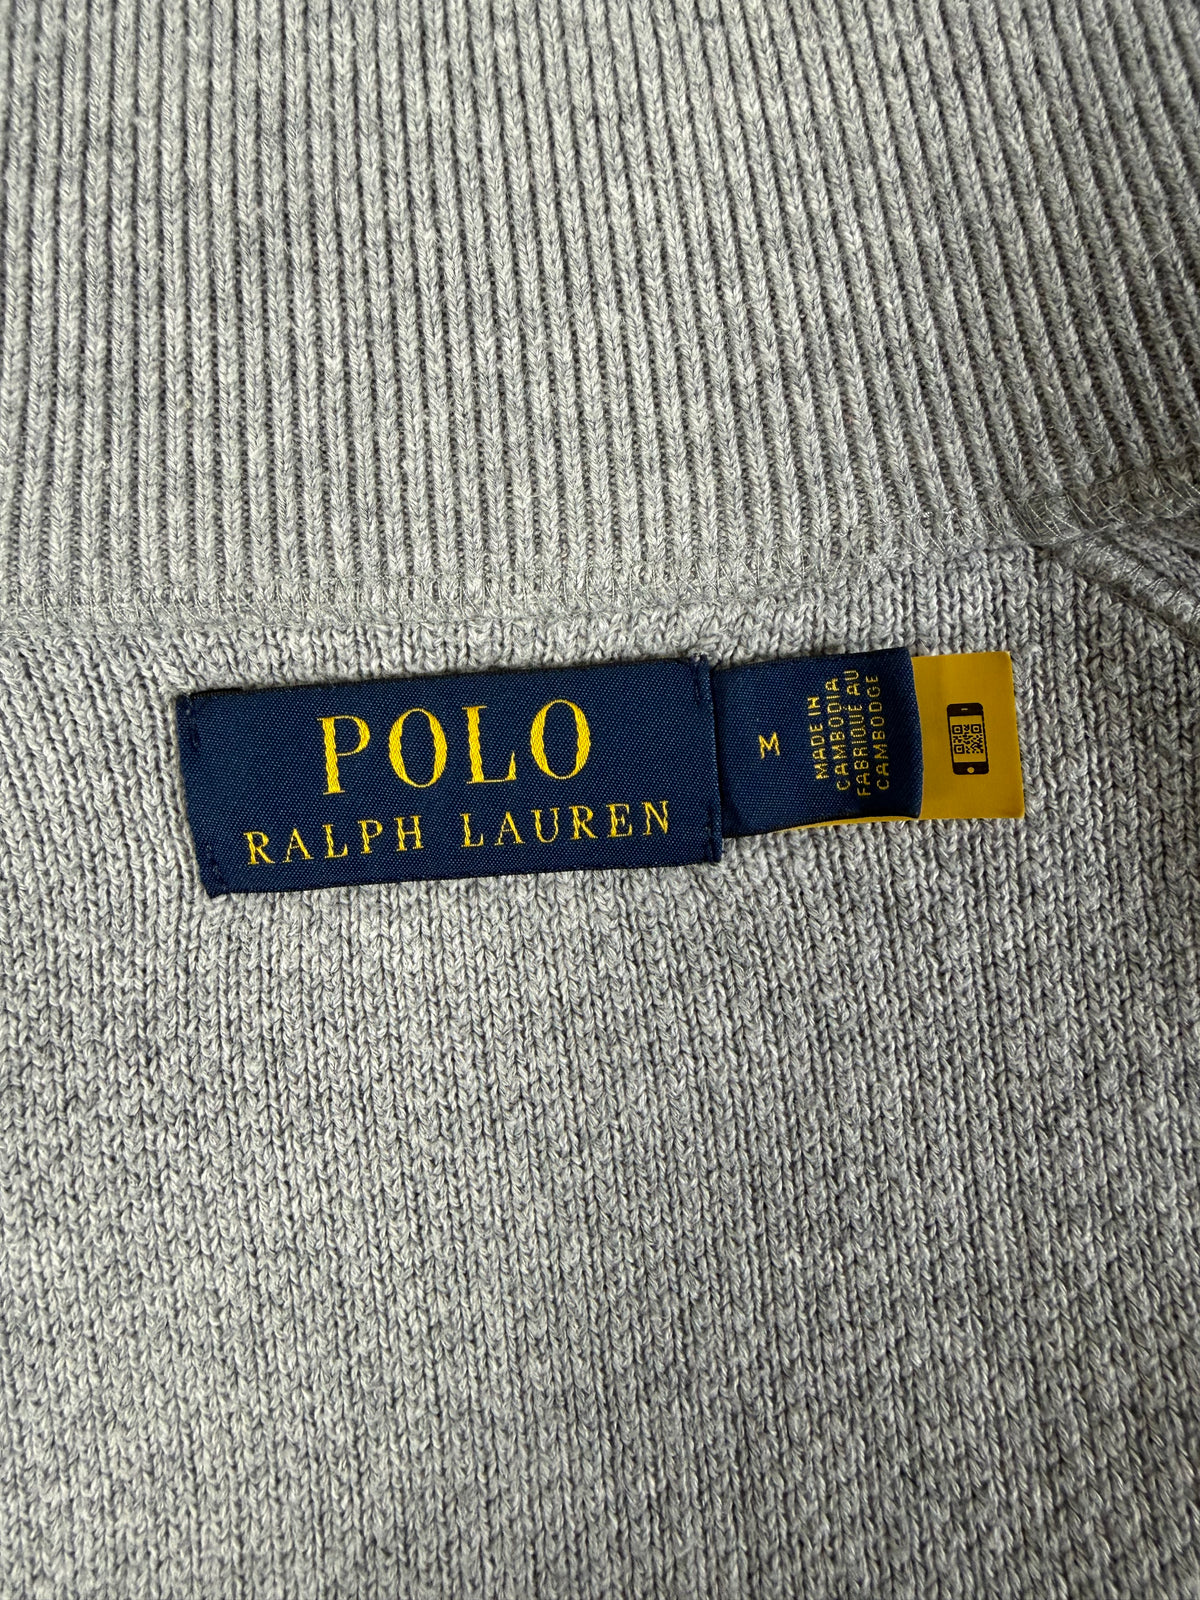 POLO
RALPH LAUREN
M
MADE IN
CAMBODIA
FABRIQUÉ AU
CAMBODGE